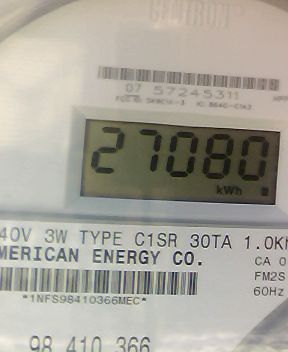 07 57245311
27080
kWh
40V 3W TYPE C1SR 30TA 1.0Kh
MERICAN ENERGY CO.
CA 0
FM2S
60Hz
*1NFS98410366MEC*
98 410 366